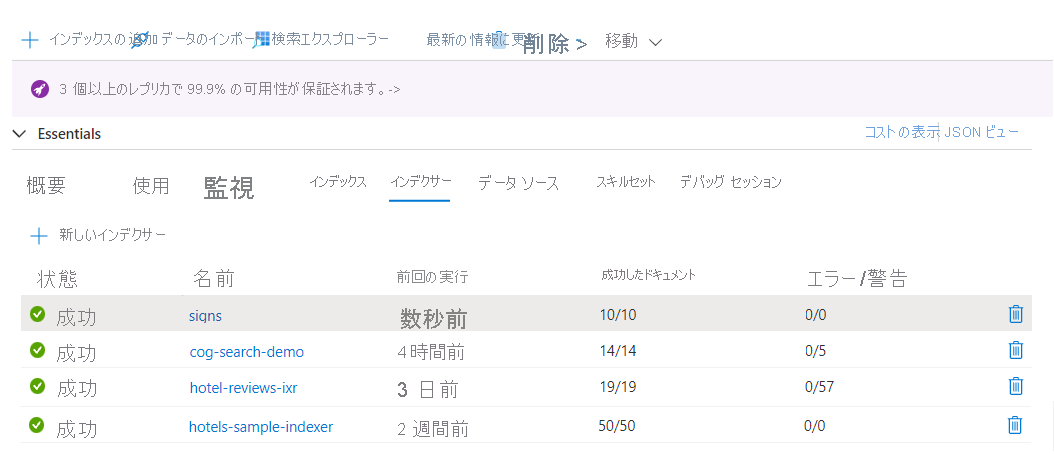 インデックスの追加 データのインポート 検索エクスプローラー 最新の情報に更新 削除 > 移動
3 個以上のレプリカで 99.9% の可用性が保証されます。->
Essentials コストの表示 JSON ビュー
概要 使用 監視 インデックス インデクサー データ ソース スキルセット デバッグ セッション
新しいインデクサー
状態 名前 前回の実行 成功したドキュメント エラー/警告
成功 signs 数秒前 10/10 0/0
成功 cog-search-demo 4時間前 14/14 0/5
成功 hotel-reviews-ixr 3 日前 19/19 0/57
成功 hotels-sample-indexer 2 週間前 50/50 0/0